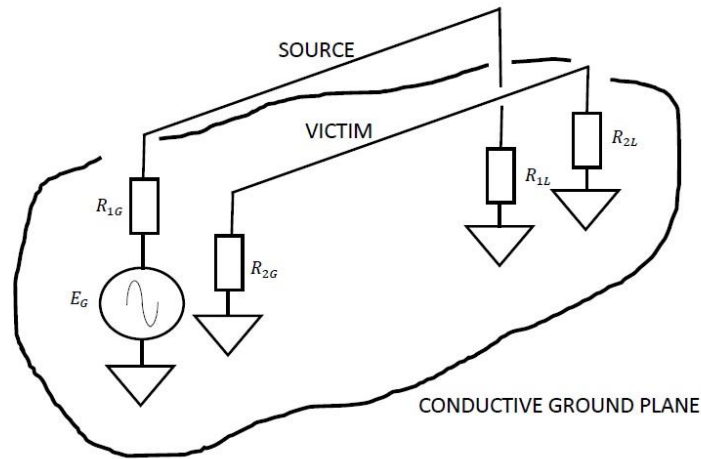 SOURCE
VICTIM
R2L
R1L
R1G
R2G
EG
CONDUCTIVE GROUND PLANE